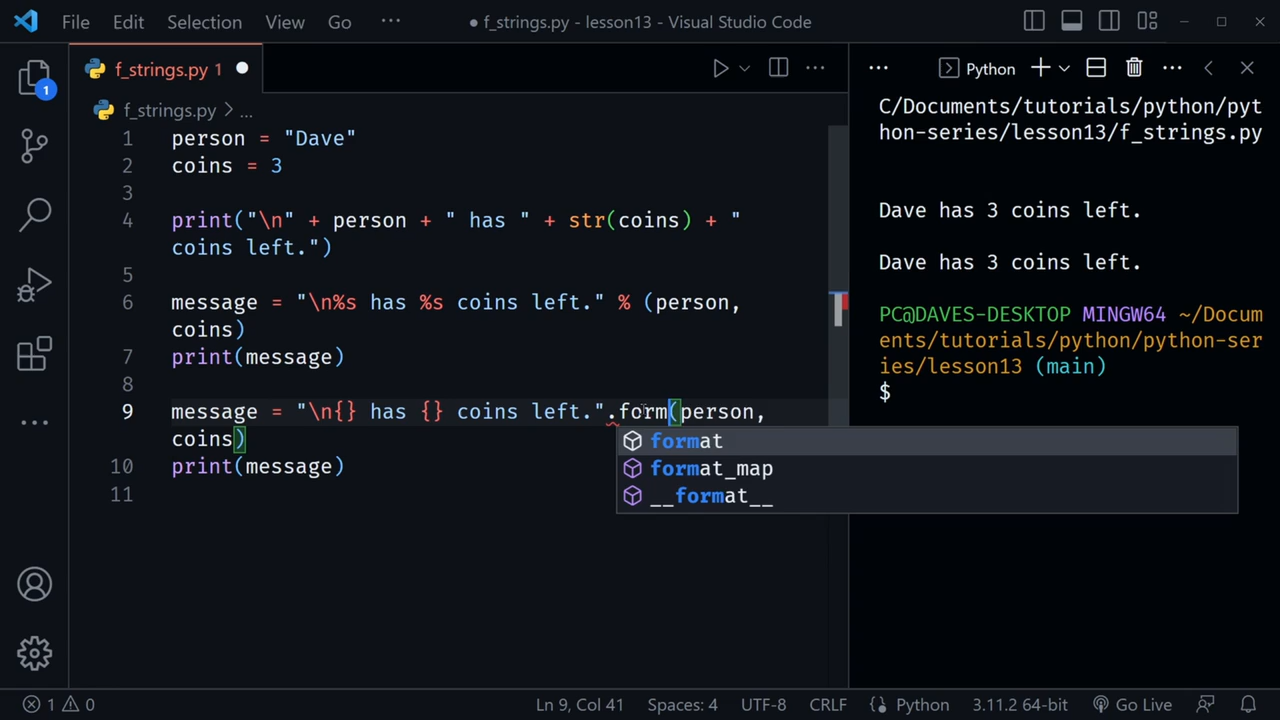 File Edit Selection View Go ··· ● f_strings.py - lesson13 - Visual Studio Code
f_strings.py 1 ●
f_strings.py > ...
1 person = "Dave"
2 coins = 3
3
4 print("\n" + person + " has " + str(coins) + "
coins left.")
5
6 message = "\n%s has %s coins left." % (person,
coins)
7 print(message)
8
9 message = "\n{} has {} coins left.".form(person,
coins)
10 print(message)
11
format
format_map
__format__
1
··· Python
C/Documents/tutorials/python/pyt
hon-series/lesson13/f_strings.py
Dave has 3 coins left.
Dave has 3 coins left.
PC@DAVES-DESKTOP MINGW64 ~/Docum
ents/tutorials/python/python-ser
ies/lesson13 (main)
$
1 0 Ln 9, Col 41 Spaces: 4 UTF-8 CRLF Python 3.11.2 64-bit Go Live